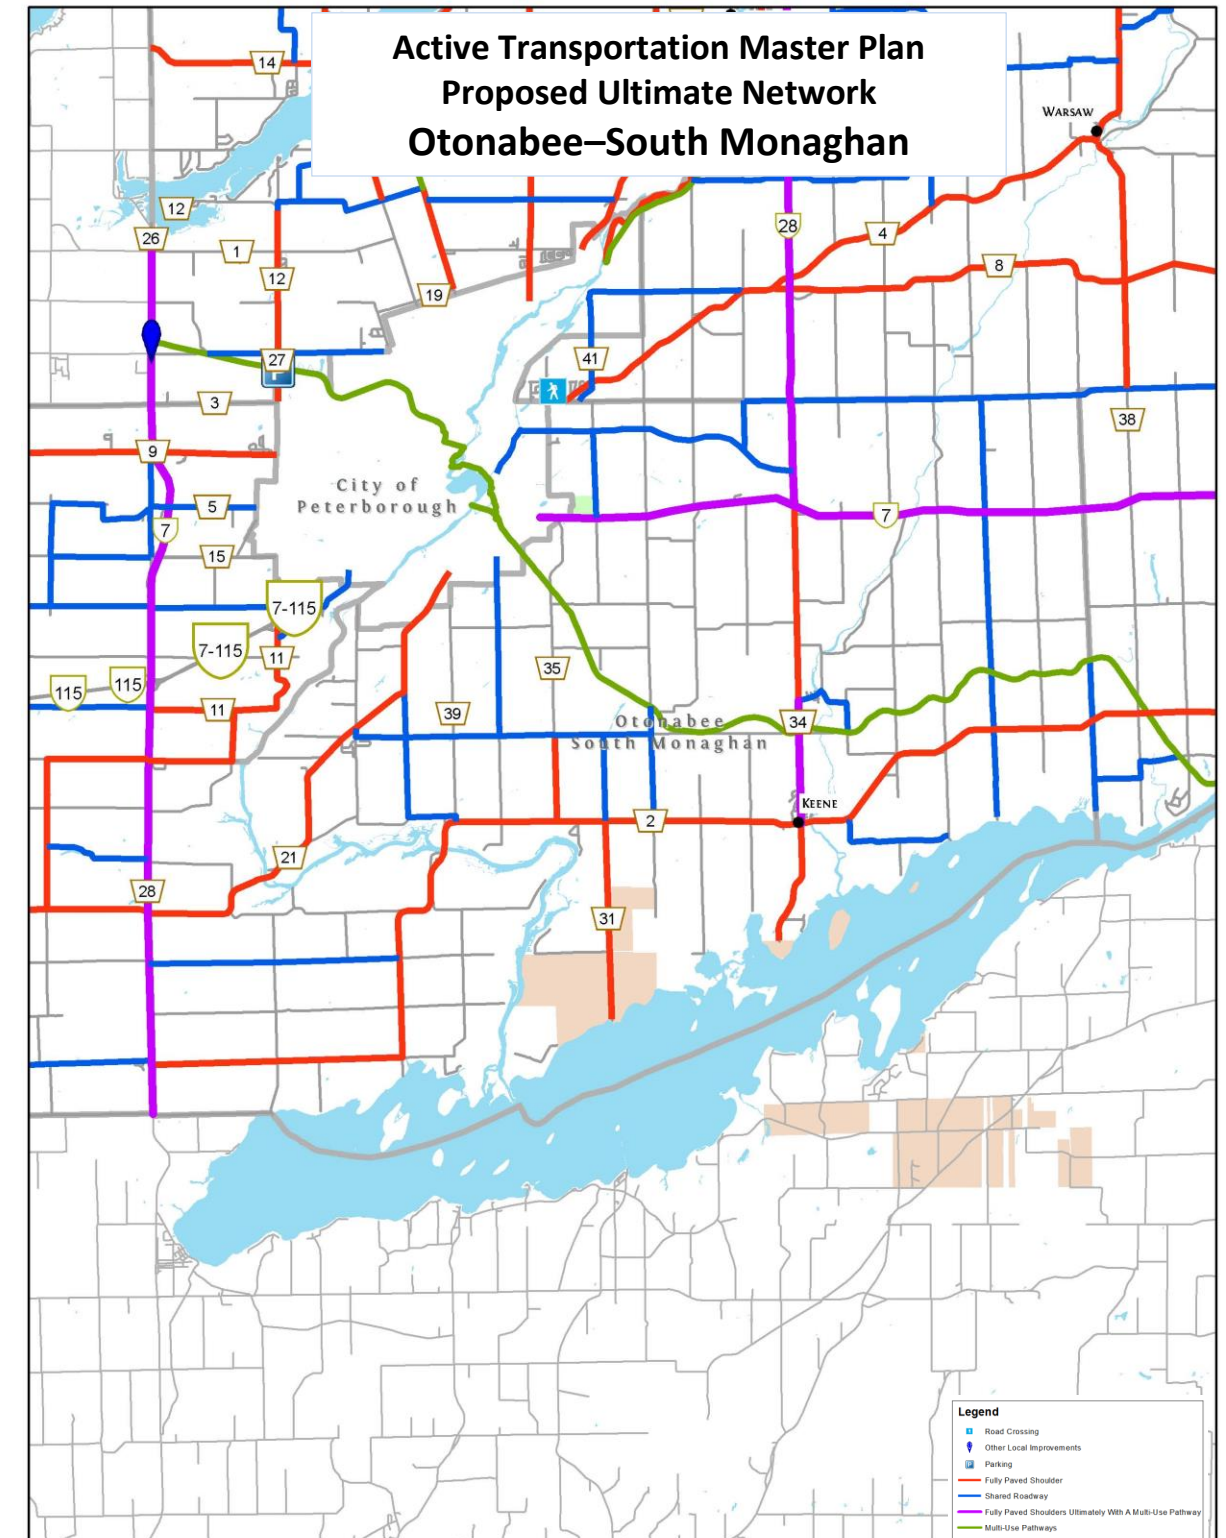 Active Transportation Master Plan
Proposed Ultimate Network
Otonabee–South Monaghan
14
WARSAW
12
26
1
12
19
28
4
8
27
41
3
38
9
City of
Peterborough
5
7
7
15
7-115
7-115
11
115
115
11
35
39
Otonabee
South Monaghan
34
KEENE
2
21
28
31
Legend
Road Crossing
Other Local Improvements
Parking
Fully Paved Shoulder
Shared Roadway
Fully Paved Shoulders Ultimately With A Multi-Use Pathway
Multi-Use Pathways